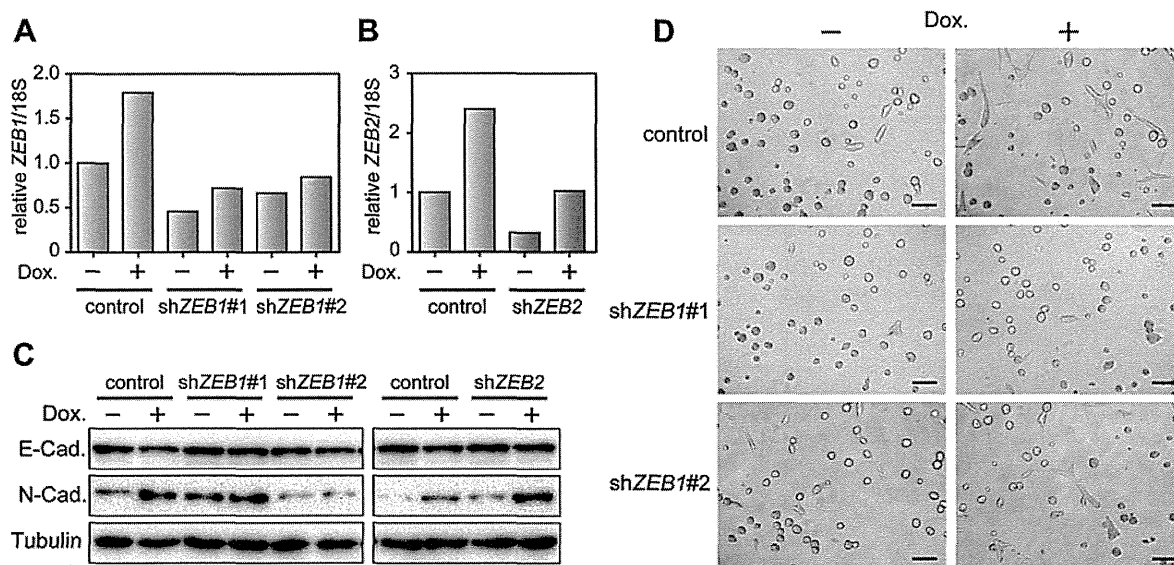 A
relative ZEB1/18S
2.0
1.5
1.0
0.5
0
Dox. − + − + − +
control shZEB1#1 shZEB1#2
B
relative ZEB2/18S
3
2
1
0
Dox. − + − +
control shZEB2
C
control shZEB1#1 shZEB1#2 control shZEB2
Dox. − + − + − + − + − +
E-Cad.
N-Cad.
Tubulin
D
Dox.
− +
control
shZEB1#1
shZEB1#2